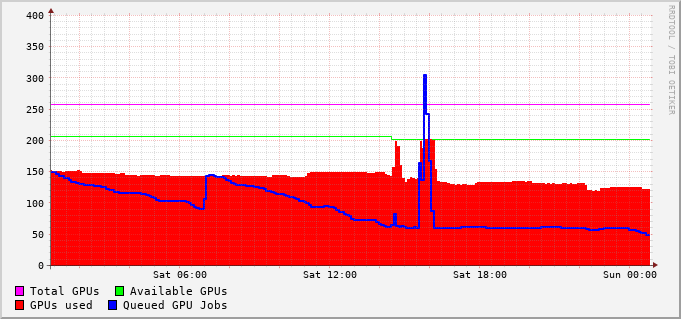 400
350
300
250
200
150
100
50
0
Sat 06:00 Sat 12:00 Sat 18:00 Sun 00:00
Total GPUs Available GPUs
GPUs used Queued GPU Jobs
RRDTOOL / TOBI OETIKER